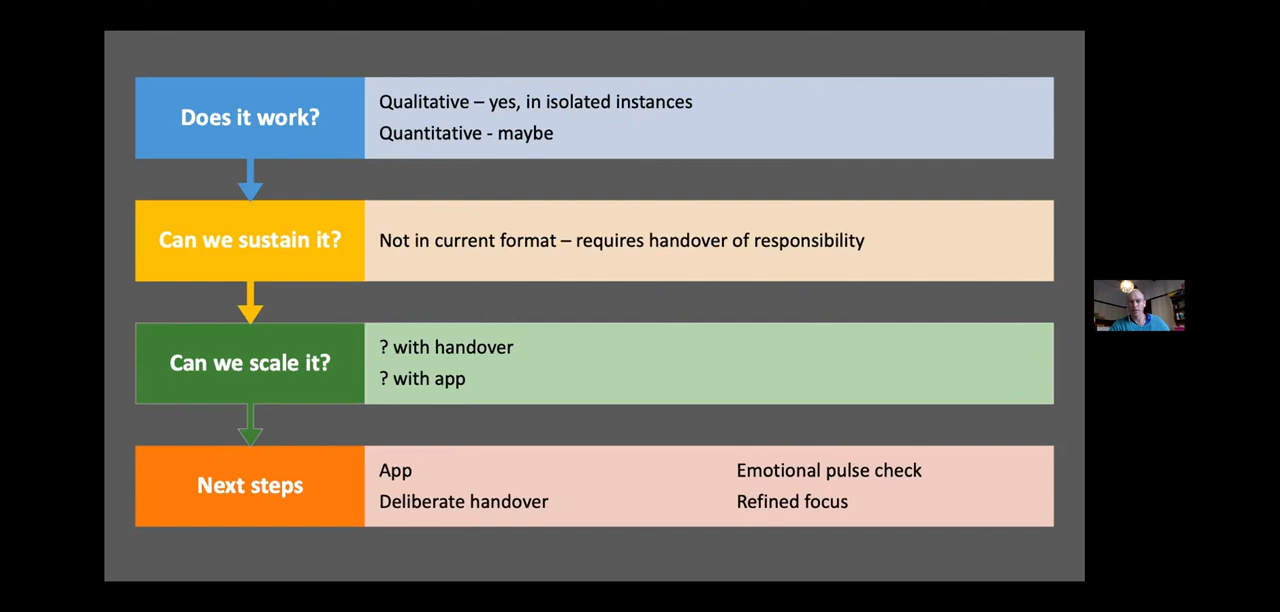 Does it work?
Qualitative – yes, in isolated instances
Quantitative - maybe
Can we sustain it?
Not in current format – requires handover of responsibility
Can we scale it?
? with handover
? with app
Next steps
App
Deliberate handover
Emotional pulse check
Refined focus